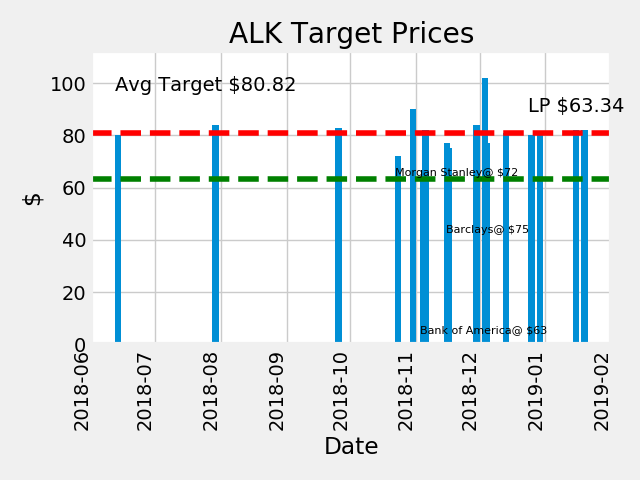 ALK Target Prices
Avg Target $80.82
LP $63.34
Morgan Stanley@ $72
Barclays@ $75
Bank of America@ $63
$
100
80
60
40
20
0
2018-06
2018-07
2018-08
2018-09
2018-10
2018-11
2018-12
2019-01
2019-02
Date